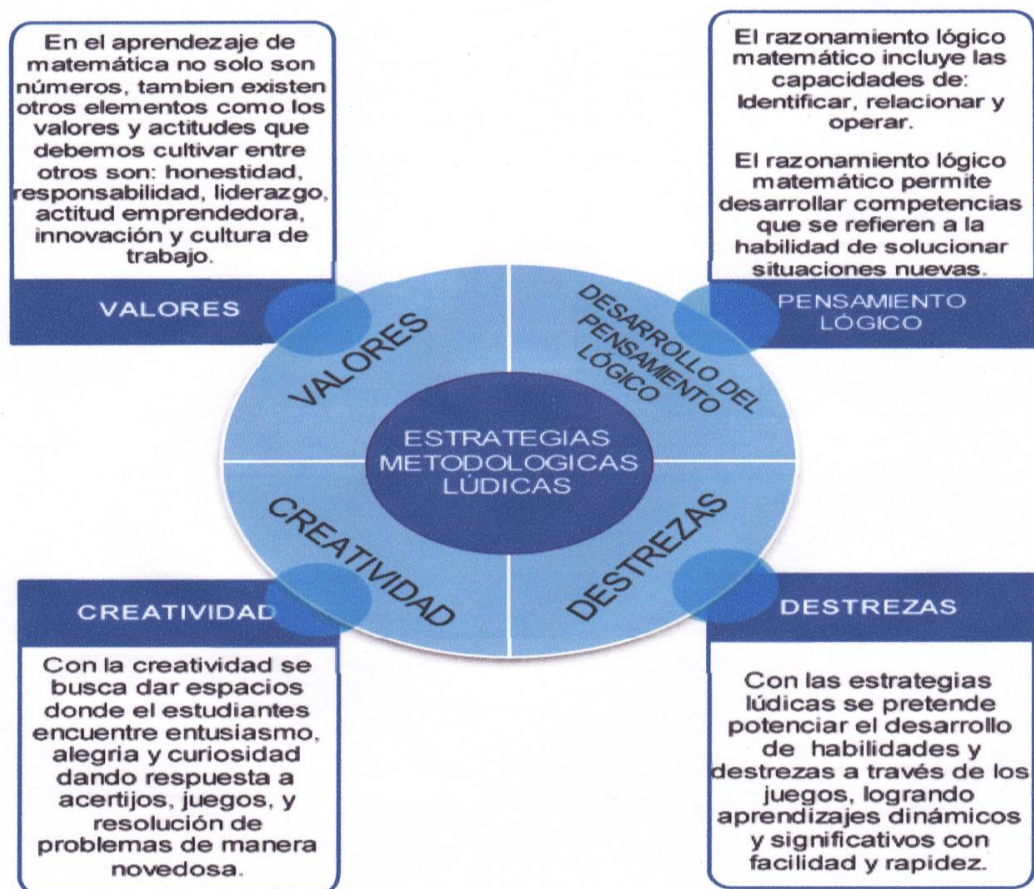 En el aprendezaje de
matemática no solo son
números, tambien existen
otros elementos como los
valores y actitudes que
debemos cultivar entre
otros son: honestidad,
responsabilidad, liderazgo,
actitud emprendedora,
innovación y cultura de
trabajo.
VALORES
El razonamiento lógico
matemático incluye las
capacidades de:
Identificar, relacionar y
operar.
El razonamiento lógico
matemático permite
desarrollar competencias
que se refieren a la
habilidad de solucionar
situaciones nuevas.
PENSAMIENTO
LÓGICO
VALORES
DESARROLLO DEL
PENSAMIENTO
LÓGICO
ESTRATEGIAS
METODOLOGICAS
LÚDICAS
CREATIVIDAD
DESTREZAS
CREATIVIDAD
Con la creatividad se
busca dar espacios
donde el estudiantes
encuentre entusiasmo,
alegria y curiosidad
dando respuesta a
acertijos, juegos, y
resolución de
problemas de manera
novedosa.
DESTREZAS
Con las estrategias
lúdicas se pretende
potenciar el desarrollo
de habilidades y
destrezas a través de los
juegos, logrando
aprendizajes dinámicos
y significativos con
facilidad y rapidez.